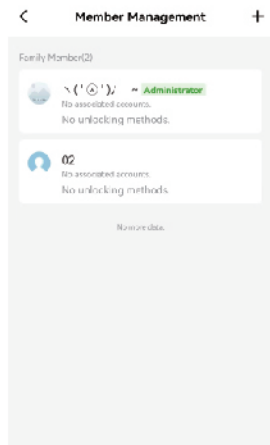 Member Management
Family Member(2)
Administrator
No associated accounts.
No unlocking methods.
02
No associated accounts.
No unlocking methods.
No more data.